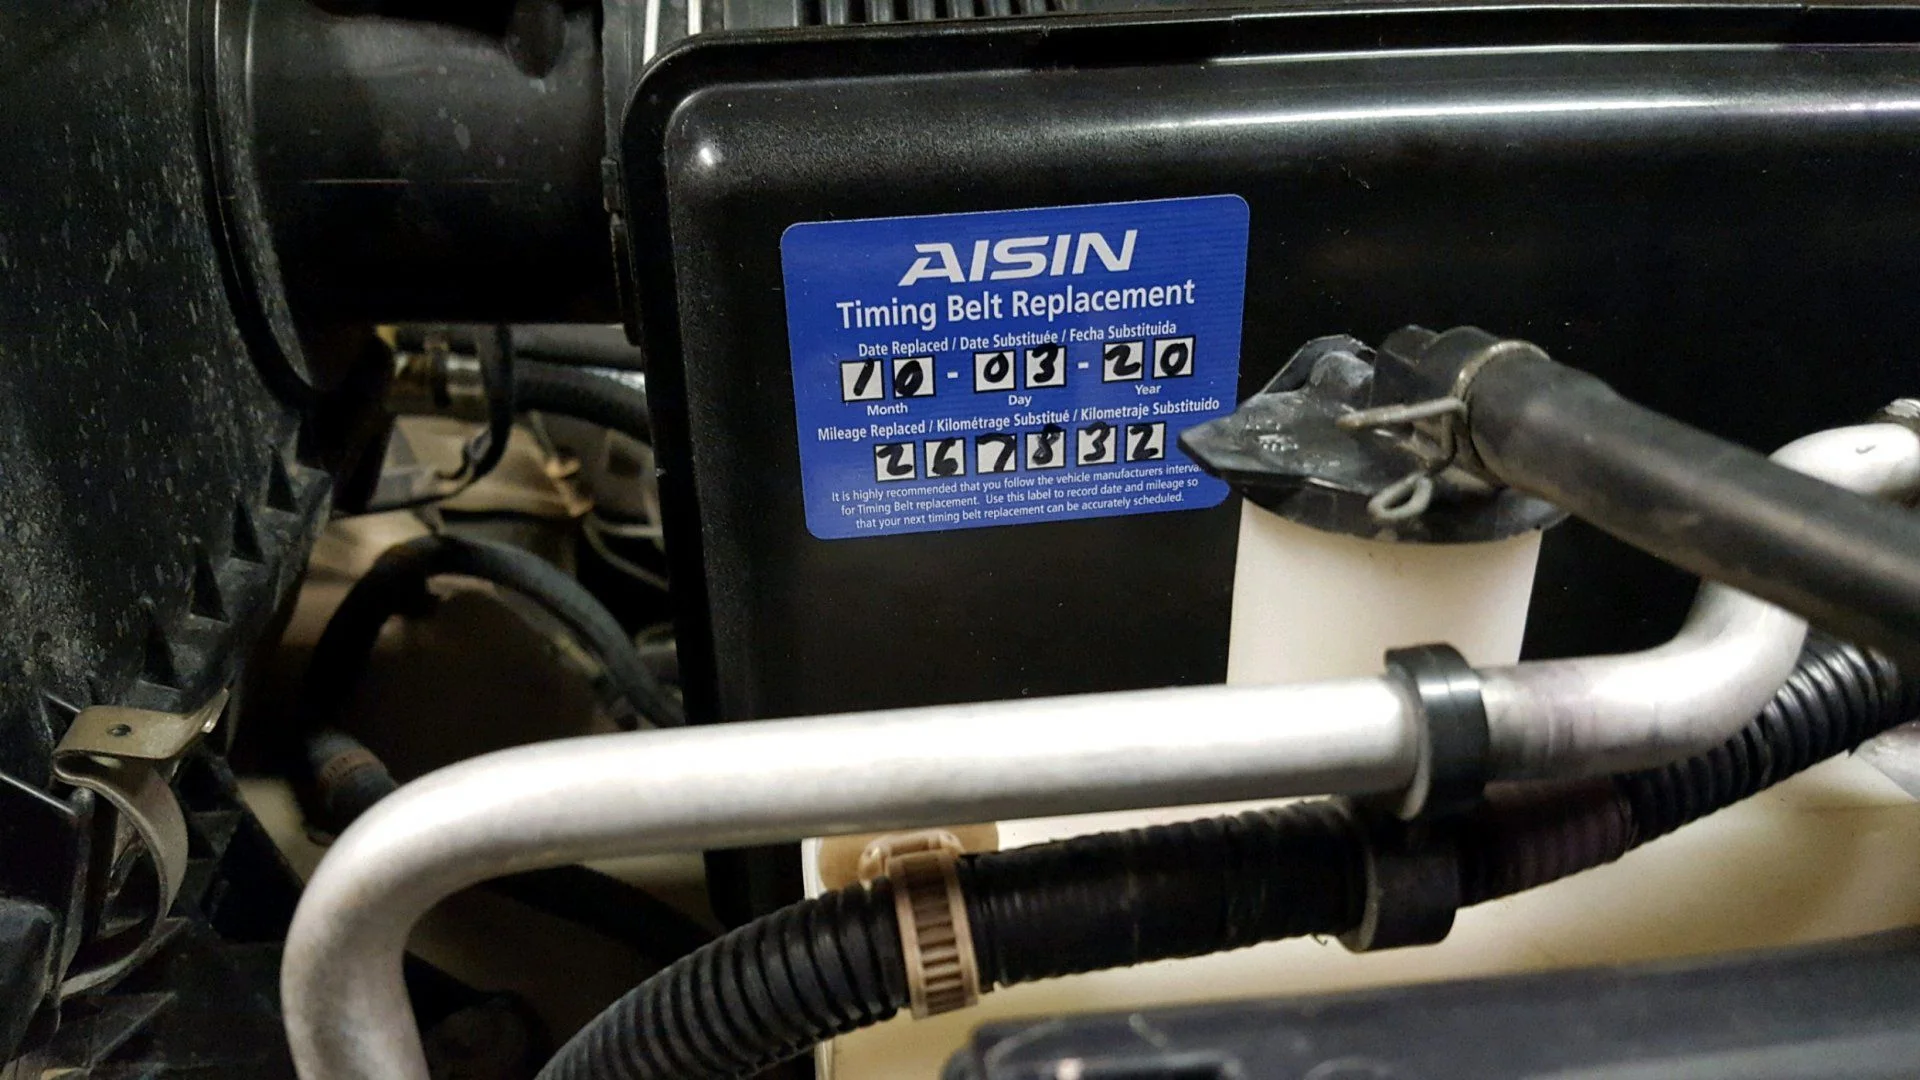 AISIN
Timing Belt Replacement
Date Replaced / Date Substituée / Fecha Substituida
10 - 03 - 20
Month Day Year
Mileage Replaced / Kilométrage Substitué / Kilometraje Substituido
267832
It is highly recommended that you follow the vehicle manufacturers
for Timing Belt replacement. Use this label to record date and mileage so
that your next timing belt replacement can be accurately scheduled.